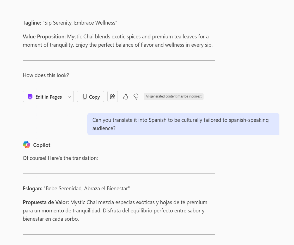 Tagline: "Sip Serenity, Embrace Wellness"
Value Proposition: Mystic Chai blends exotic spices and premium tea leaves for a
moment of tranquility. Enjoy the perfect balance of flavor and wellness in every sip.
How does this look?
Edit in Pages
Copy
Can you translate it into Spanish to be culturally tailored to spanish-speaking
audience?
Copilot
Of course! Here's the translation:
Eslogan: "Bebe Serenidad, Abraza el Bienestar"
Propuesta de Valor: Mystic Chai mezcla especias exóticas y hojas de té premium
para un momento de tranquilidad. Disfruta del equilibrio perfecto entre sabor y
bienestar en cada sorbo.